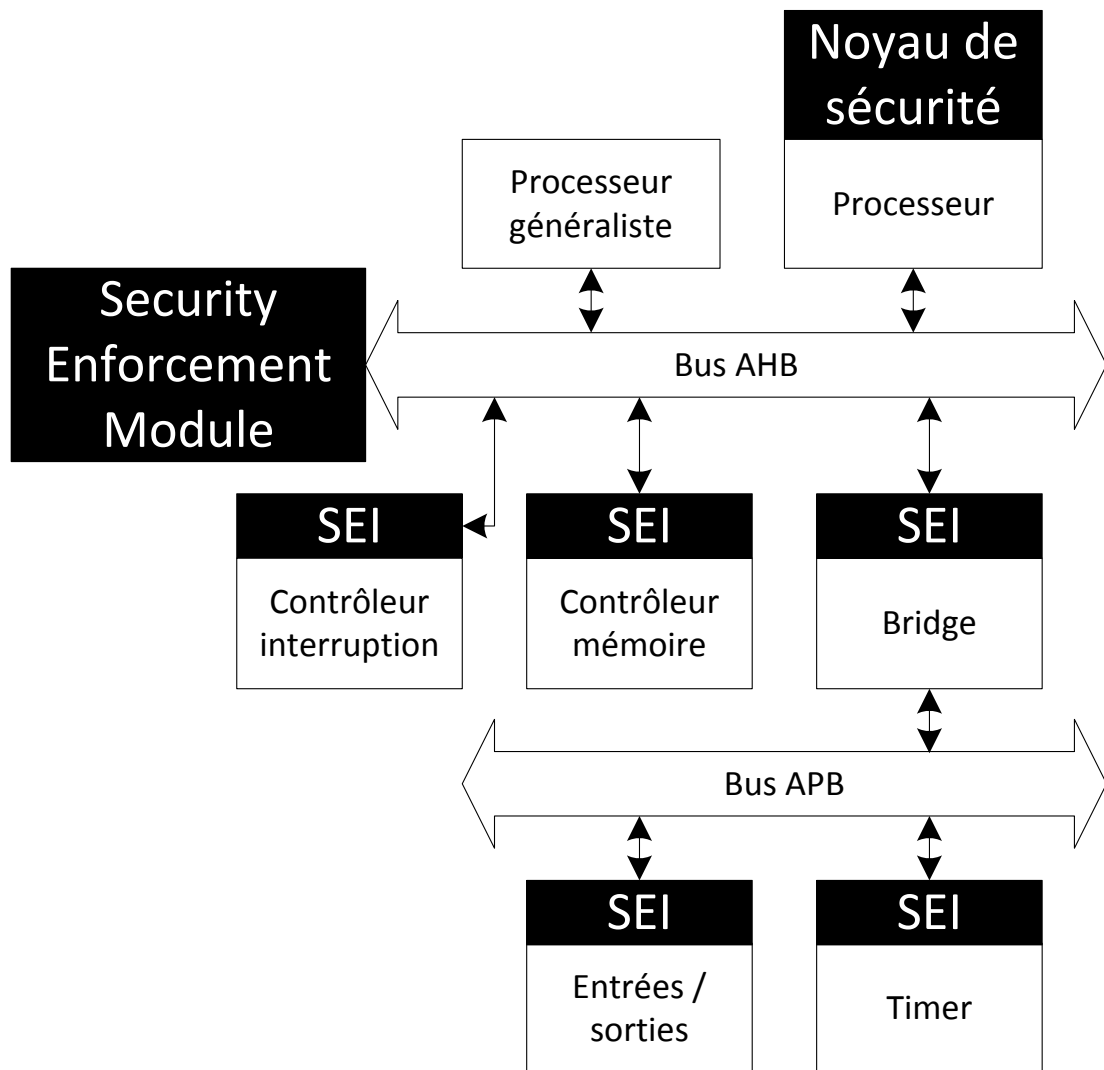 Noyau de
sécurité
Processeur
généraliste
Processeur
Security
Enforcement
Module
Bus AHB
SEI
Contrôleur
interruption
SEI
Contrôleur
mémoire
SEI
Bridge
Bus APB
SEI
Entrées /
sorties
SEI
Timer